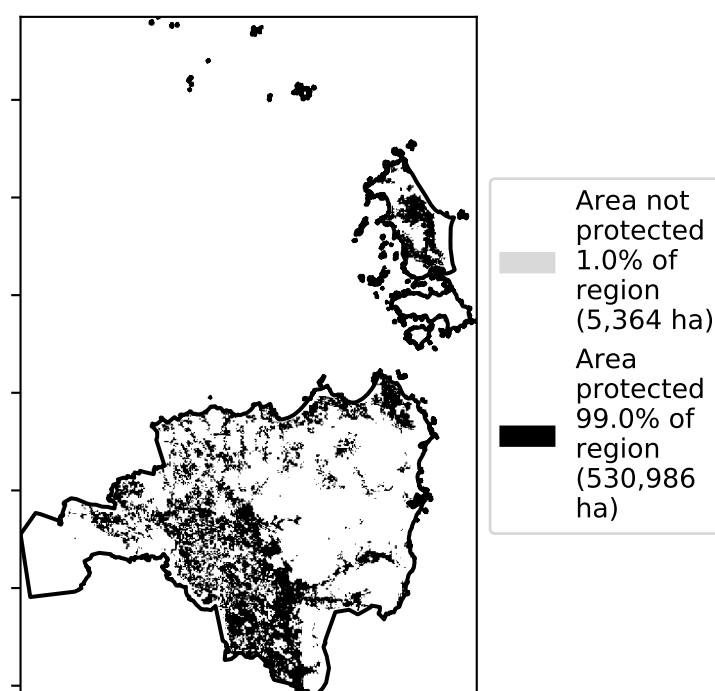 Area not
protected
1.0% of
region
(5,364 ha)
Area
protected
99.0% of
region
(530,986
ha)